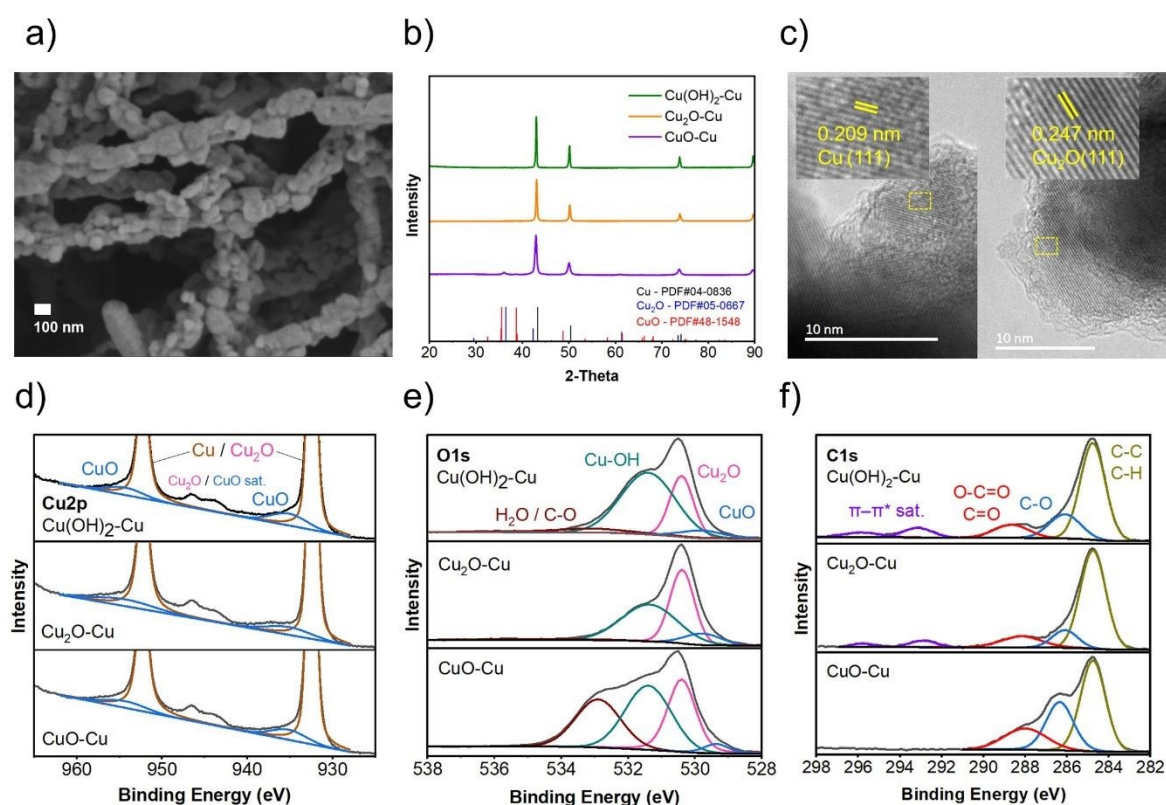 a)
100 nm
b)
Intensity
Cu(OH)₂-Cu
Cu₂O-Cu
CuO-Cu
Cu - PDF#04-0836
Cu₂O - PDF#05-0667
CuO - PDF#48-1548
20 30 40 50 60 70 80 90
2-Theta
c)
0.209 nm
Cu (111)
10 nm
0.247 nm
Cu₂O(111)
10 nm
d)
Intensity
Cu / Cu₂O
CuO
Cu₂O / CuO sat.
CuO
Cu2p
Cu(OH)₂-Cu
Cu₂O-Cu
CuO-Cu
960 950 940 930
Binding Energy (eV)
e)
Intensity
O1s
Cu(OH)₂-Cu
Cu-OH
Cu₂O
H₂O / C-O
CuO
Cu₂O-Cu
CuO-Cu
538 536 534 532 530 528
Binding Energy (eV)
f)
Intensity
C1s
Cu(OH)₂-Cu
C-C
C-H
O-C=O
C=O
C-O
π–π* sat.
Cu₂O-Cu
CuO-Cu
298 296 294 292 290 288 286 284 282
Binding Energy (eV)